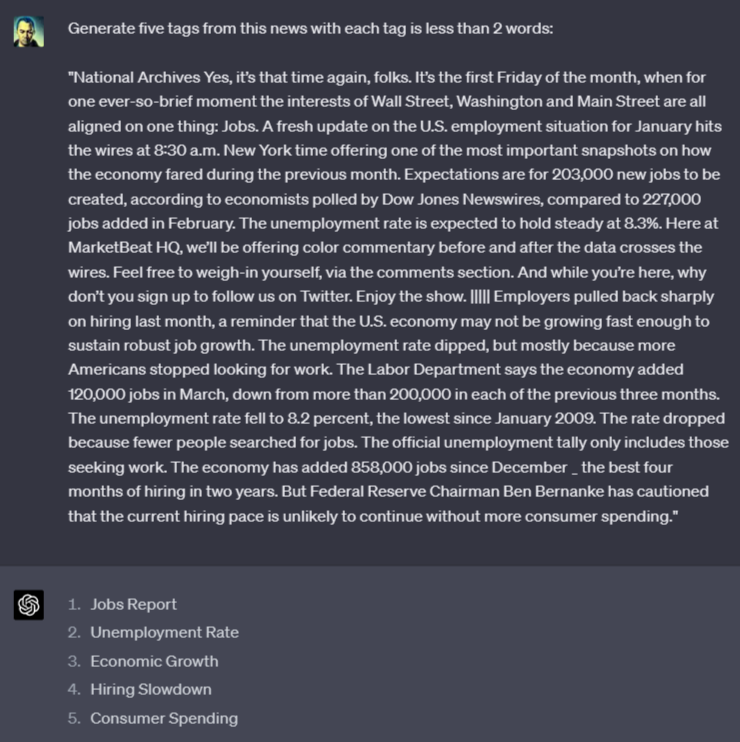 Generate five tags from this news with each tag is less than 2 words:
"National Archives Yes, it's that time again, folks. It's the first Friday of the month, when for
one ever-so-brief moment the interests of Wall Street, Washington and Main Street are all
aligned on one thing: Jobs. A fresh update on the U.S. employment situation for January hits
the wires at 8:30 a.m. New York time offering one of the most important snapshots on how
the economy fared during the previous month. Expectations are for 203,000 new jobs to be
created, according to economists polled by Dow Jones Newswires, compared to 227,000
jobs added in February. The unemployment rate is expected to hold steady at 8.3%. Here at
MarketBeat HQ, we'll be offering color commentary before and after the data crosses the
wires. Feel free to weigh-in yourself, via the comments section. And while you're here, why
don't you sign up to follow us on Twitter. Enjoy the show. ||||| Employers pulled back sharply
on hiring last month, a reminder that the U.S. economy may not be growing fast enough to
sustain robust job growth. The unemployment rate dipped, but mostly because more
Americans stopped looking for work. The Labor Department says the economy added
120,000 jobs in March, down from more than 200,000 in each of the previous three months.
The unemployment rate fell to 8.2 percent, the lowest since January 2009. The rate dropped
because fewer people searched for jobs. The official unemployment tally only includes those
seeking work. The economy has added 858,000 jobs since December _ the best four
months of hiring in two years. But Federal Reserve Chairman Ben Bernanke has cautioned
that the current hiring pace is unlikely to continue without more consumer spending."
1. Jobs Report
2. Unemployment Rate
3. Economic Growth
4. Hiring Slowdown
5. Consumer Spending